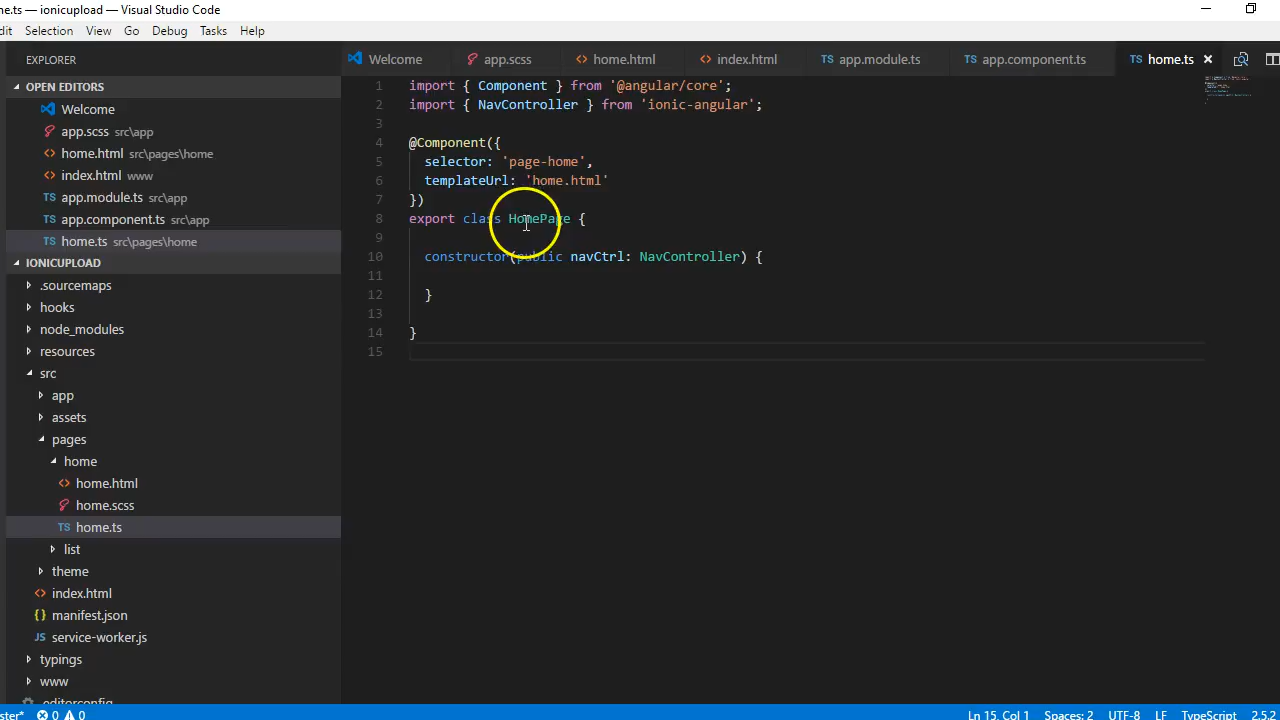 ne.ts — ionicupload — Visual Studio Code
dit Selection View Go Debug Tasks Help
EXPLORER
OPEN EDITORS
Welcome
app.scss src\app
home.html src\pages\home
index.html www
app.module.ts src\app
app.component.ts src\app
home.ts src\pages\home
IONICUPLOAD
.sourcemaps
hooks
node_modules
resources
src
app
assets
pages
home
home.html
home.scss
home.ts
list
theme
index.html
manifest.json
service-worker.js
typings
www
.editorconfig
Welcome app.scss home.html index.html app.module.ts app.component.ts home.ts
1 import { Component } from '@angular/core';
2 import { NavController } from 'ionic-angular';
3
4 @Component({
5 selector: 'page-home',
6 templateUrl: 'home.html'
7 })
8 export class HomePage {
9
10 constructor(public navCtrl: NavController) {
11
12 }
13
14 }
15
ster* 0 0 Ln 15, Col 1 Spaces: 2 UTF-8 LF TypeScript 2.5.2